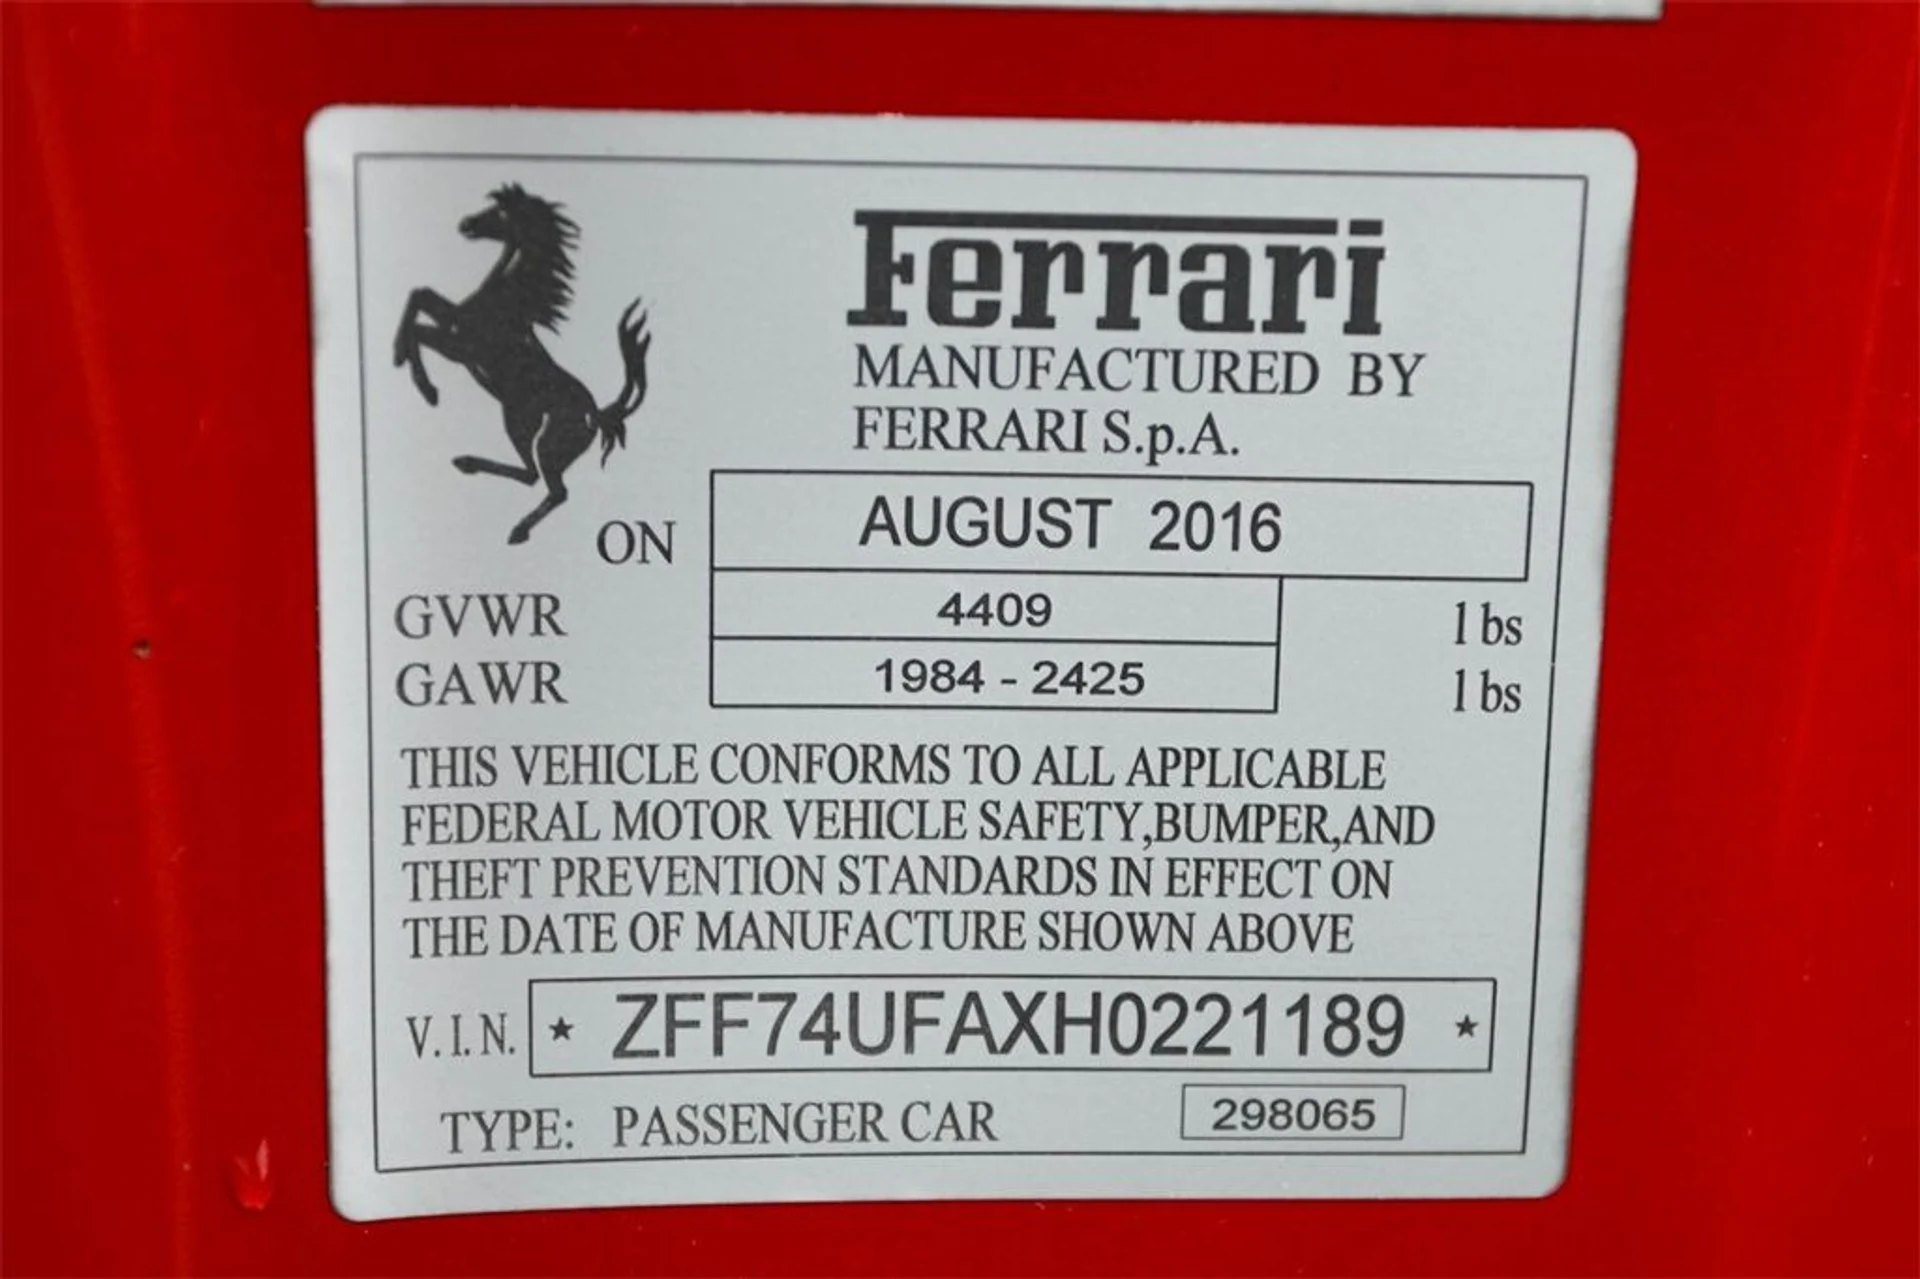 Ferrari
MANUFACTURED BY
FERRARI S.p.A.
ON AUGUST 2016
GVWR 4409 lbs
GAWR 1984 - 2425 lbs
THIS VEHICLE CONFORMS TO ALL APPLICABLE
FEDERAL MOTOR VEHICLE SAFETY,BUMPER,AND
THEFT PREVENTION STANDARDS IN EFFECT ON
THE DATE OF MANUFACTURE SHOWN ABOVE
V.I.N. ★ ZFF74UFAXH0221189 ★
TYPE: PASSENGER CAR 298065